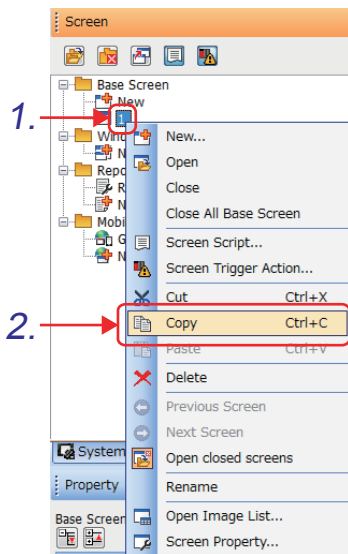 Screen
Base Screen
New
1. 1
Wind
New...
N
Open
Repo
Close
R
N
Close All Base Screen
Mobi
G
Screen Script...
N
Screen Trigger Action...
Cut Ctrl+X
2. Copy Ctrl+C
Paste Ctrl+V
Delete
Previous Screen
Next Screen
System
Open closed screens
Property
Rename
Base Screen
Open Image List...
Screen Property...